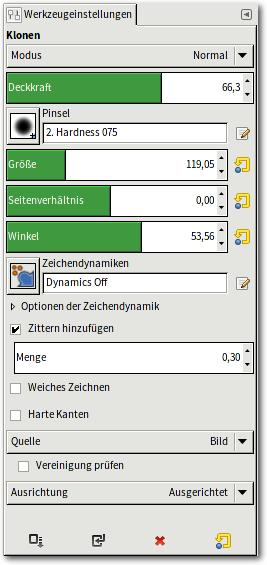 Werkzeugeinstellungen
Klonen
Modus Normal
Deckkraft 66,3
Pinsel
2. Hardness 075
Größe 119,05
Seitenverhältnis 0,00
Winkel 53,56
Zeichendynamiken
Dynamics Off
Optionen der Zeichendynamik
Zittern hinzufügen
Menge 0,30
Weiches Zeichnen
Harte Kanten
Quelle Bild
Vereinigung prüfen
Ausrichtung Ausgerichtet